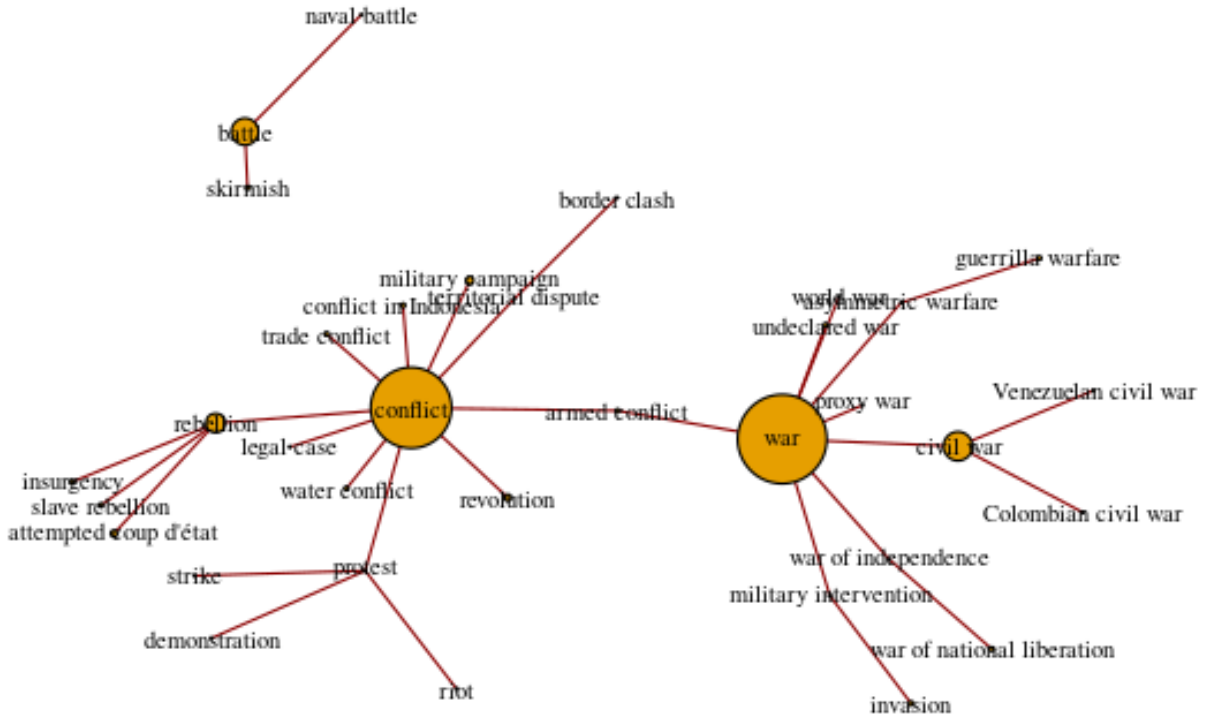 naval battle
battle
skirmish
border clash
guerrilla warfare
military campaign
territorial dispute
world war
conflict in Indonesia
asymmetric warfare
undeclared war
trade conflict
Venezuelan civil war
proxy war
conflict
armed conflict
rebellion
war
legal case
civil war
insurgency
water conflict
revolution
slave rebellion
Colombian civil war
attempted coup d'état
war of independence
protest
strike
military intervention
demonstration
war of national liberation
riot
invasion